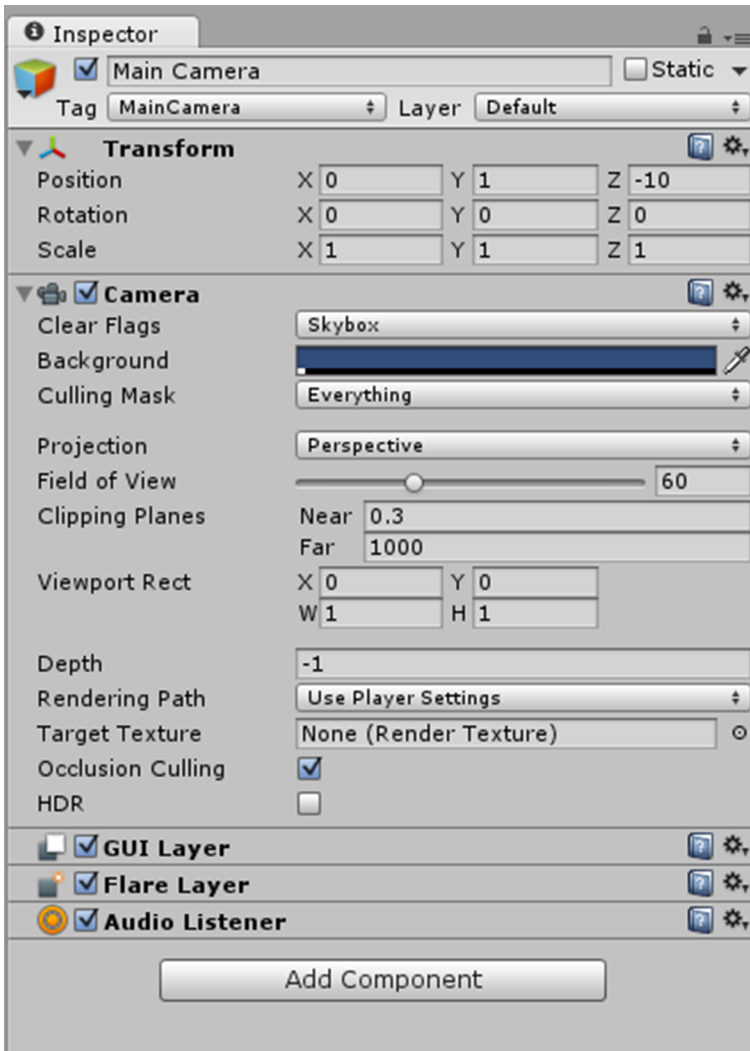 Inspector
Main Camera Static
Tag MainCamera Layer Default
Transform
Position X 0 Y 1 Z -10
Rotation X 0 Y 0 Z 0
Scale X 1 Y 1 Z 1
Camera
Clear Flags Skybox
Background
Culling Mask Everything
Projection Perspective
Field of View 60
Clipping Planes Near 0.3
Far 1000
Viewport Rect X 0 Y 0
W 1 H 1
Depth -1
Rendering Path Use Player Settings
Target Texture None (Render Texture)
Occlusion Culling
HDR
GUI Layer
Flare Layer
Audio Listener
Add Component